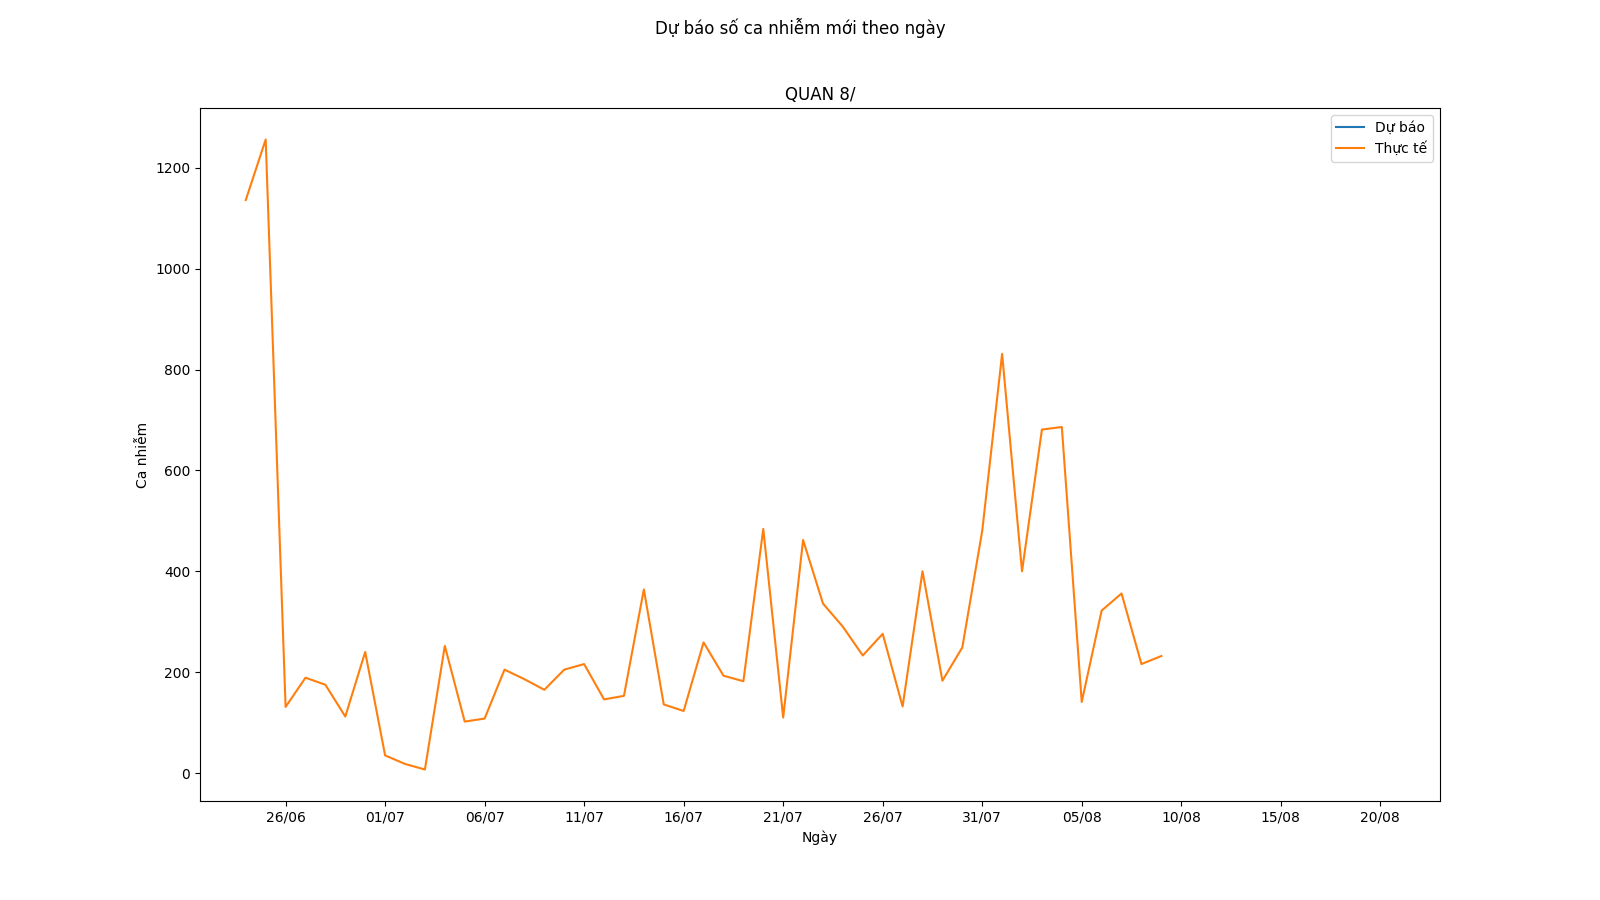 Dự báo số ca nhiễm mới theo ngày
QUAN 8/
Dự báo
Thực tế
1200
1000
800
600
400
200
0
Ca nhiễm
26/06 01/07 06/07 11/07 16/07 21/07 26/07 31/07 05/08 10/08 15/08 20/08
Ngày